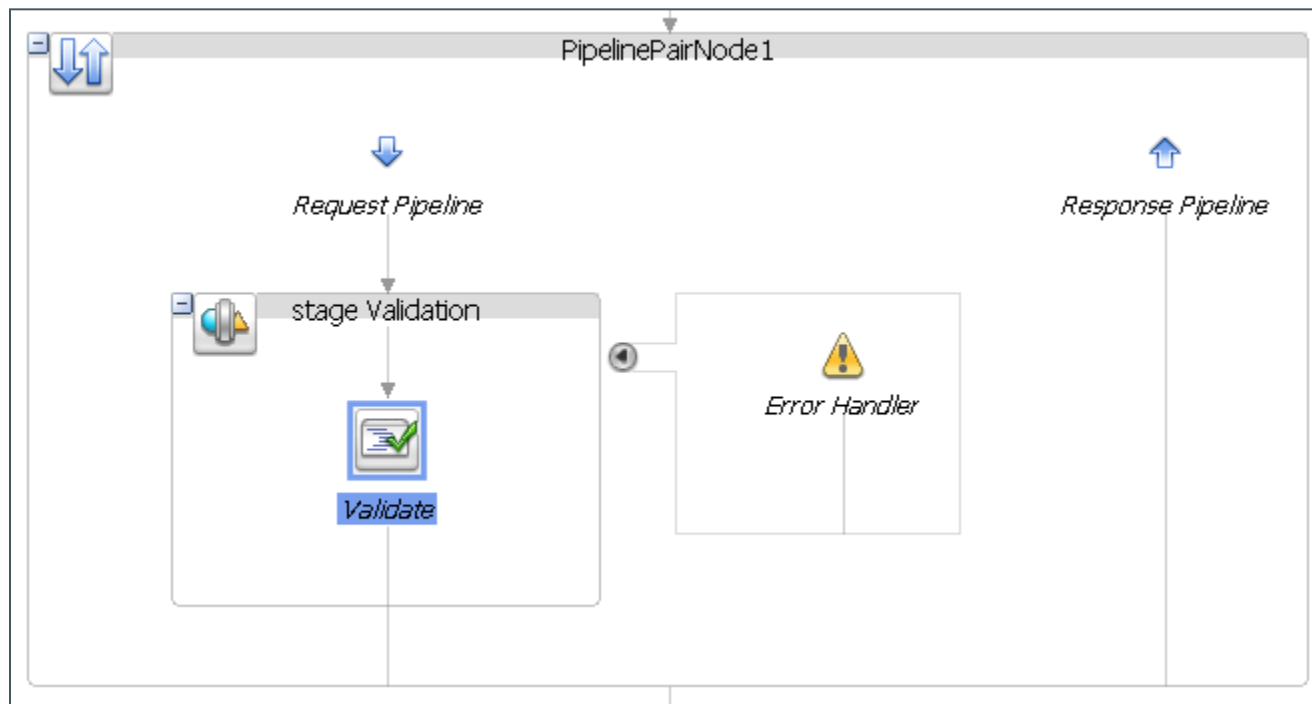 PipelinePairNode1
Request Pipeline
Response Pipeline
stage Validation
Error Handler
Validate